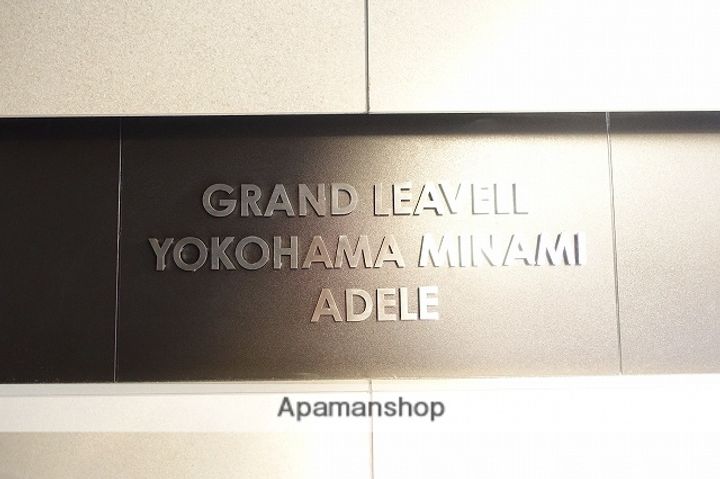 GRAND LEAVELL
YOKOHAMA MINAMI
ADELE
Apamanshop